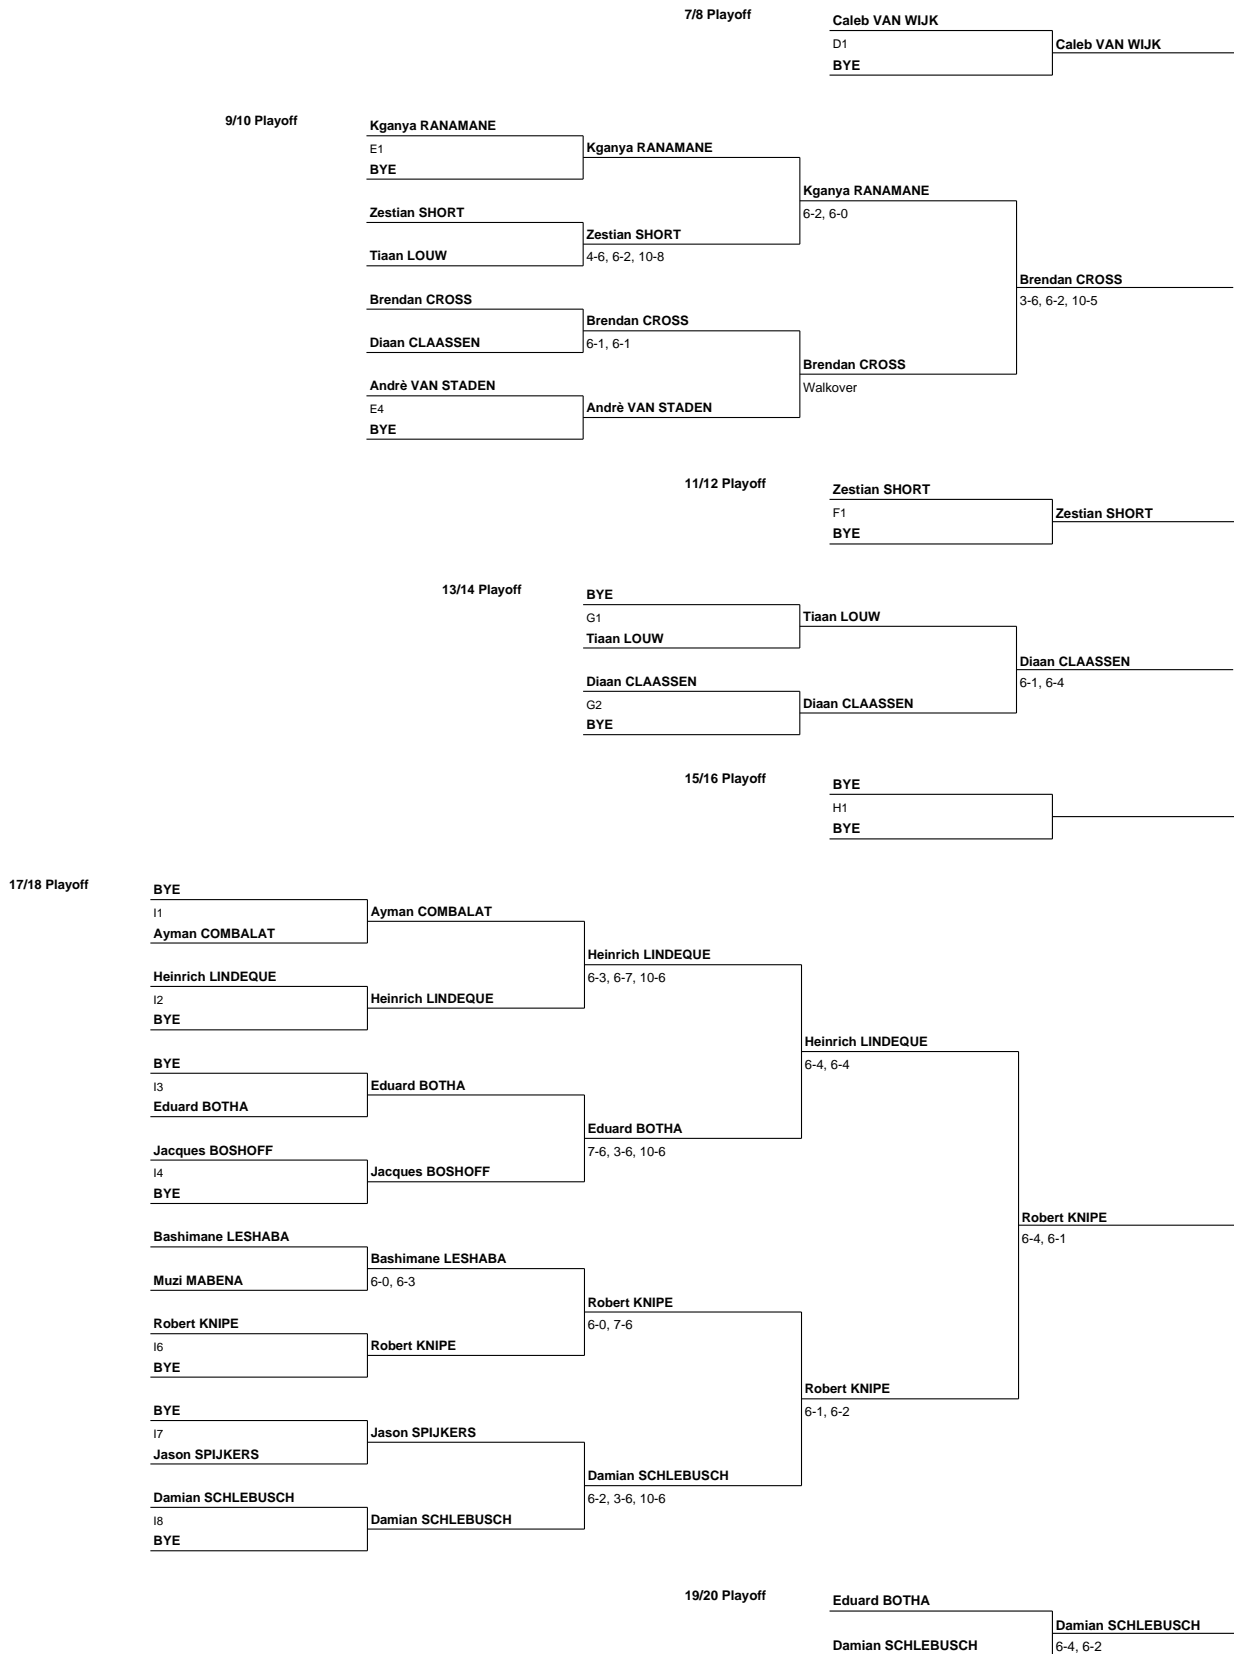 7/8 Playoff
Caleb VAN WIJK
D1
Caleb VAN WIJK
BYE
9/10 Playoff
Kganya RANAMANE
E1
Kganya RANAMANE
BYE
Kganya RANAMANE
6-2, 6-0
Zestian SHORT
Zestian SHORT
Tiaan LOUW
4-6, 6-2, 10-8
Brendan CROSS
3-6, 6-2, 10-5
Brendan CROSS
Brendan CROSS
Diaan CLAASSEN
6-1, 6-1
Brendan CROSS
Walkover
Andrè VAN STADEN
E4
Andrè VAN STADEN
BYE
11/12 Playoff
Zestian SHORT
F1
Zestian SHORT
BYE
13/14 Playoff
BYE
G1
Tiaan LOUW
Tiaan LOUW
Diaan CLAASSEN
6-1, 6-4
Diaan CLAASSEN
G2
Diaan CLAASSEN
BYE
15/16 Playoff
BYE
H1
BYE
17/18 Playoff
BYE
I1
Ayman COMBALAT
Ayman COMBALAT
Heinrich LINDEQUE
6-3, 6-7, 10-6
Heinrich LINDEQUE
I2
Heinrich LINDEQUE
BYE
Heinrich LINDEQUE
6-4, 6-4
BYE
I3
Eduard BOTHA
Eduard BOTHA
Eduard BOTHA
7-6, 3-6, 10-6
Jacques BOSHOFF
I4
Jacques BOSHOFF
BYE
Robert KNIPE
6-4, 6-1
Bashimane LESHABA
Bashimane LESHABA
Muzi MABENA
6-0, 6-3
Robert KNIPE
6-0, 7-6
Robert KNIPE
I6
Robert KNIPE
BYE
Robert KNIPE
6-1, 6-2
BYE
I7
Jason SPIJKERS
Jason SPIJKERS
Damian SCHLEBUSCH
6-2, 3-6, 10-6
Damian SCHLEBUSCH
I8
Damian SCHLEBUSCH
BYE
19/20 Playoff
Eduard BOTHA
Damian SCHLEBUSCH
Damian SCHLEBUSCH
6-4, 6-2